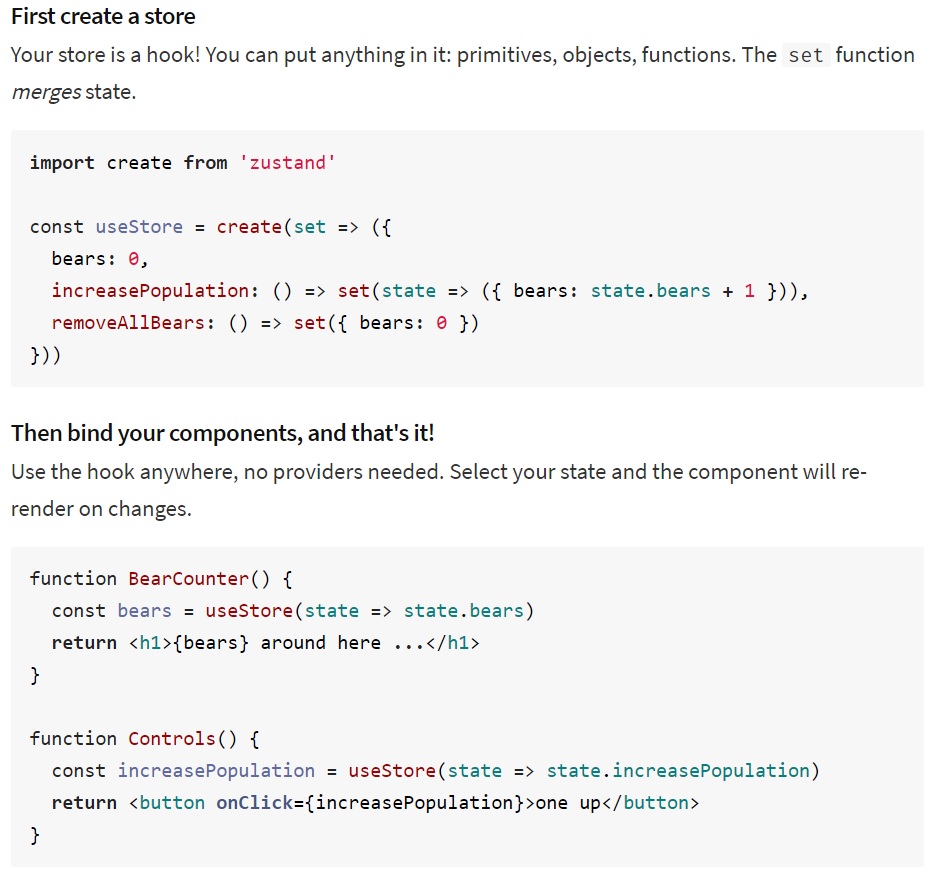 First create a store
Your store is a hook! You can put anything in it: primitives, objects, functions. The set function
merges state.
import create from 'zustand'
const useStore = create(set => ({
  bears: 0,
  increasePopulation: () => set(state => ({ bears: state.bears + 1 })),
  removeAllBears: () => set({ bears: 0 })
}))
Then bind your components, and that's it!
Use the hook anywhere, no providers needed. Select your state and the component will re-
render on changes.
function BearCounter() {
  const bears = useStore(state => state.bears)
  return <h1>{bears} around here ...</h1>
}
function Controls() {
  const increasePopulation = useStore(state => state.increasePopulation)
  return <button onClick={increasePopulation}>one up</button>
}